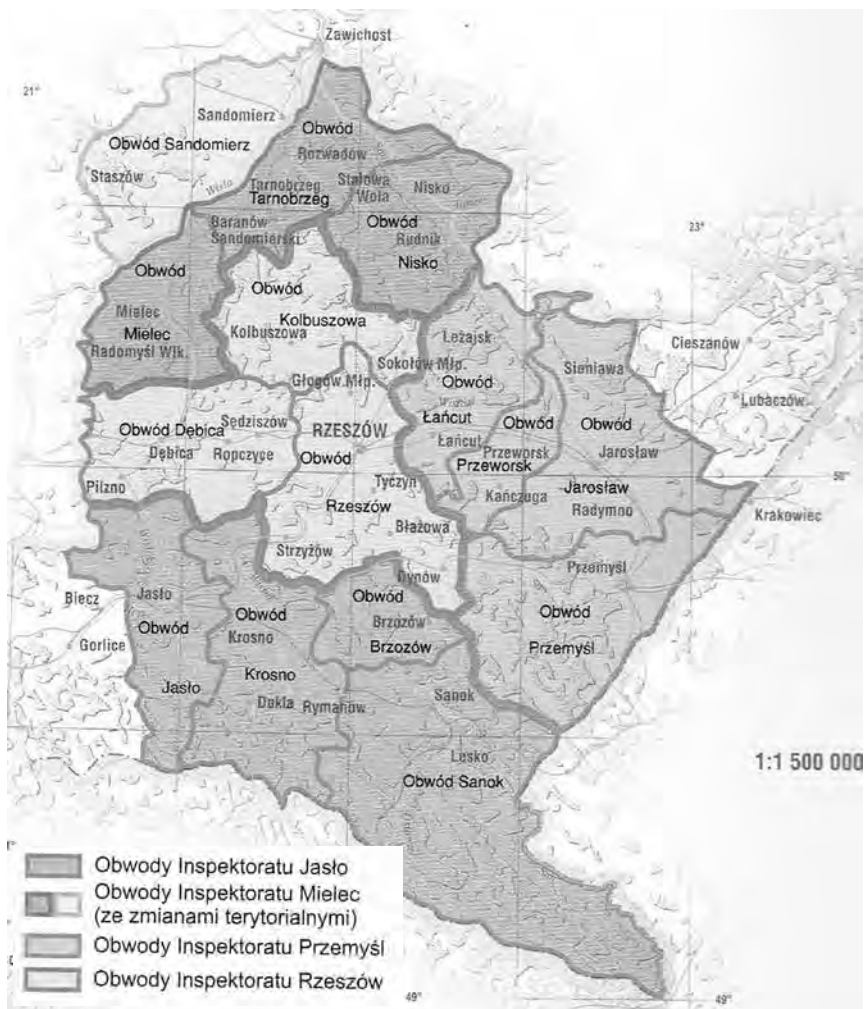 Zawichost
21°
Sandomierz
Obwód
Obwód Sandomierz
Rozwadów
Staszów
Wisła
Tarnobrzeg
Stalowa
Wola
Nisko
Tarnobrzeg
Baranów
Sandomierski
Obwód
Rudnik
Nisko
23°
Obwód
Obwód
Mielec
Mielec
Kolbuszowa
Kolbuszowa
Radomyśl Wlk.
Leżajsk
Cieszanów
Sokołów Młp.
Sieniawa
Głogów Młp.
Obwód
Lubaczów
Sędziszów
Łańcut
Obwód
Obwód
Obwód Dębica
RZESZÓW
Łańcut
Dębica
Ropczyce
Obwód
Przeworsk
Jarosław
Przeworsk
Tyczyn
50°
Pilzno
Kańczuga
Jarosław
Rzeszów
Radymno
Krakowiec
Błażowa
Strzyżów
Przemyśl
Dynów
Biecz
Jasło
Obwód
Obwód
Obwód
Obwód
Krosno
Brzozów
Gorlice
Brzozów
Przemyśl
Jasło
Krosno
Sanok
Dukla
Rymanów
Lesko
Obwód Sanok
1:1 500 000
Obwody Inspektoratu Jasło
Obwody Inspektoratu Mielec
(ze zmianami terytorialnymi)
Obwody Inspektoratu Przemyśl
Obwody Inspektoratu Rzeszów
49°
49°